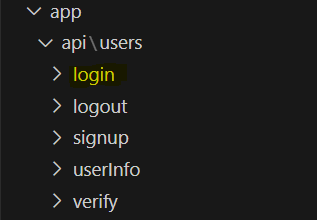 app
api\users
login
logout
signup
userInfo
verify